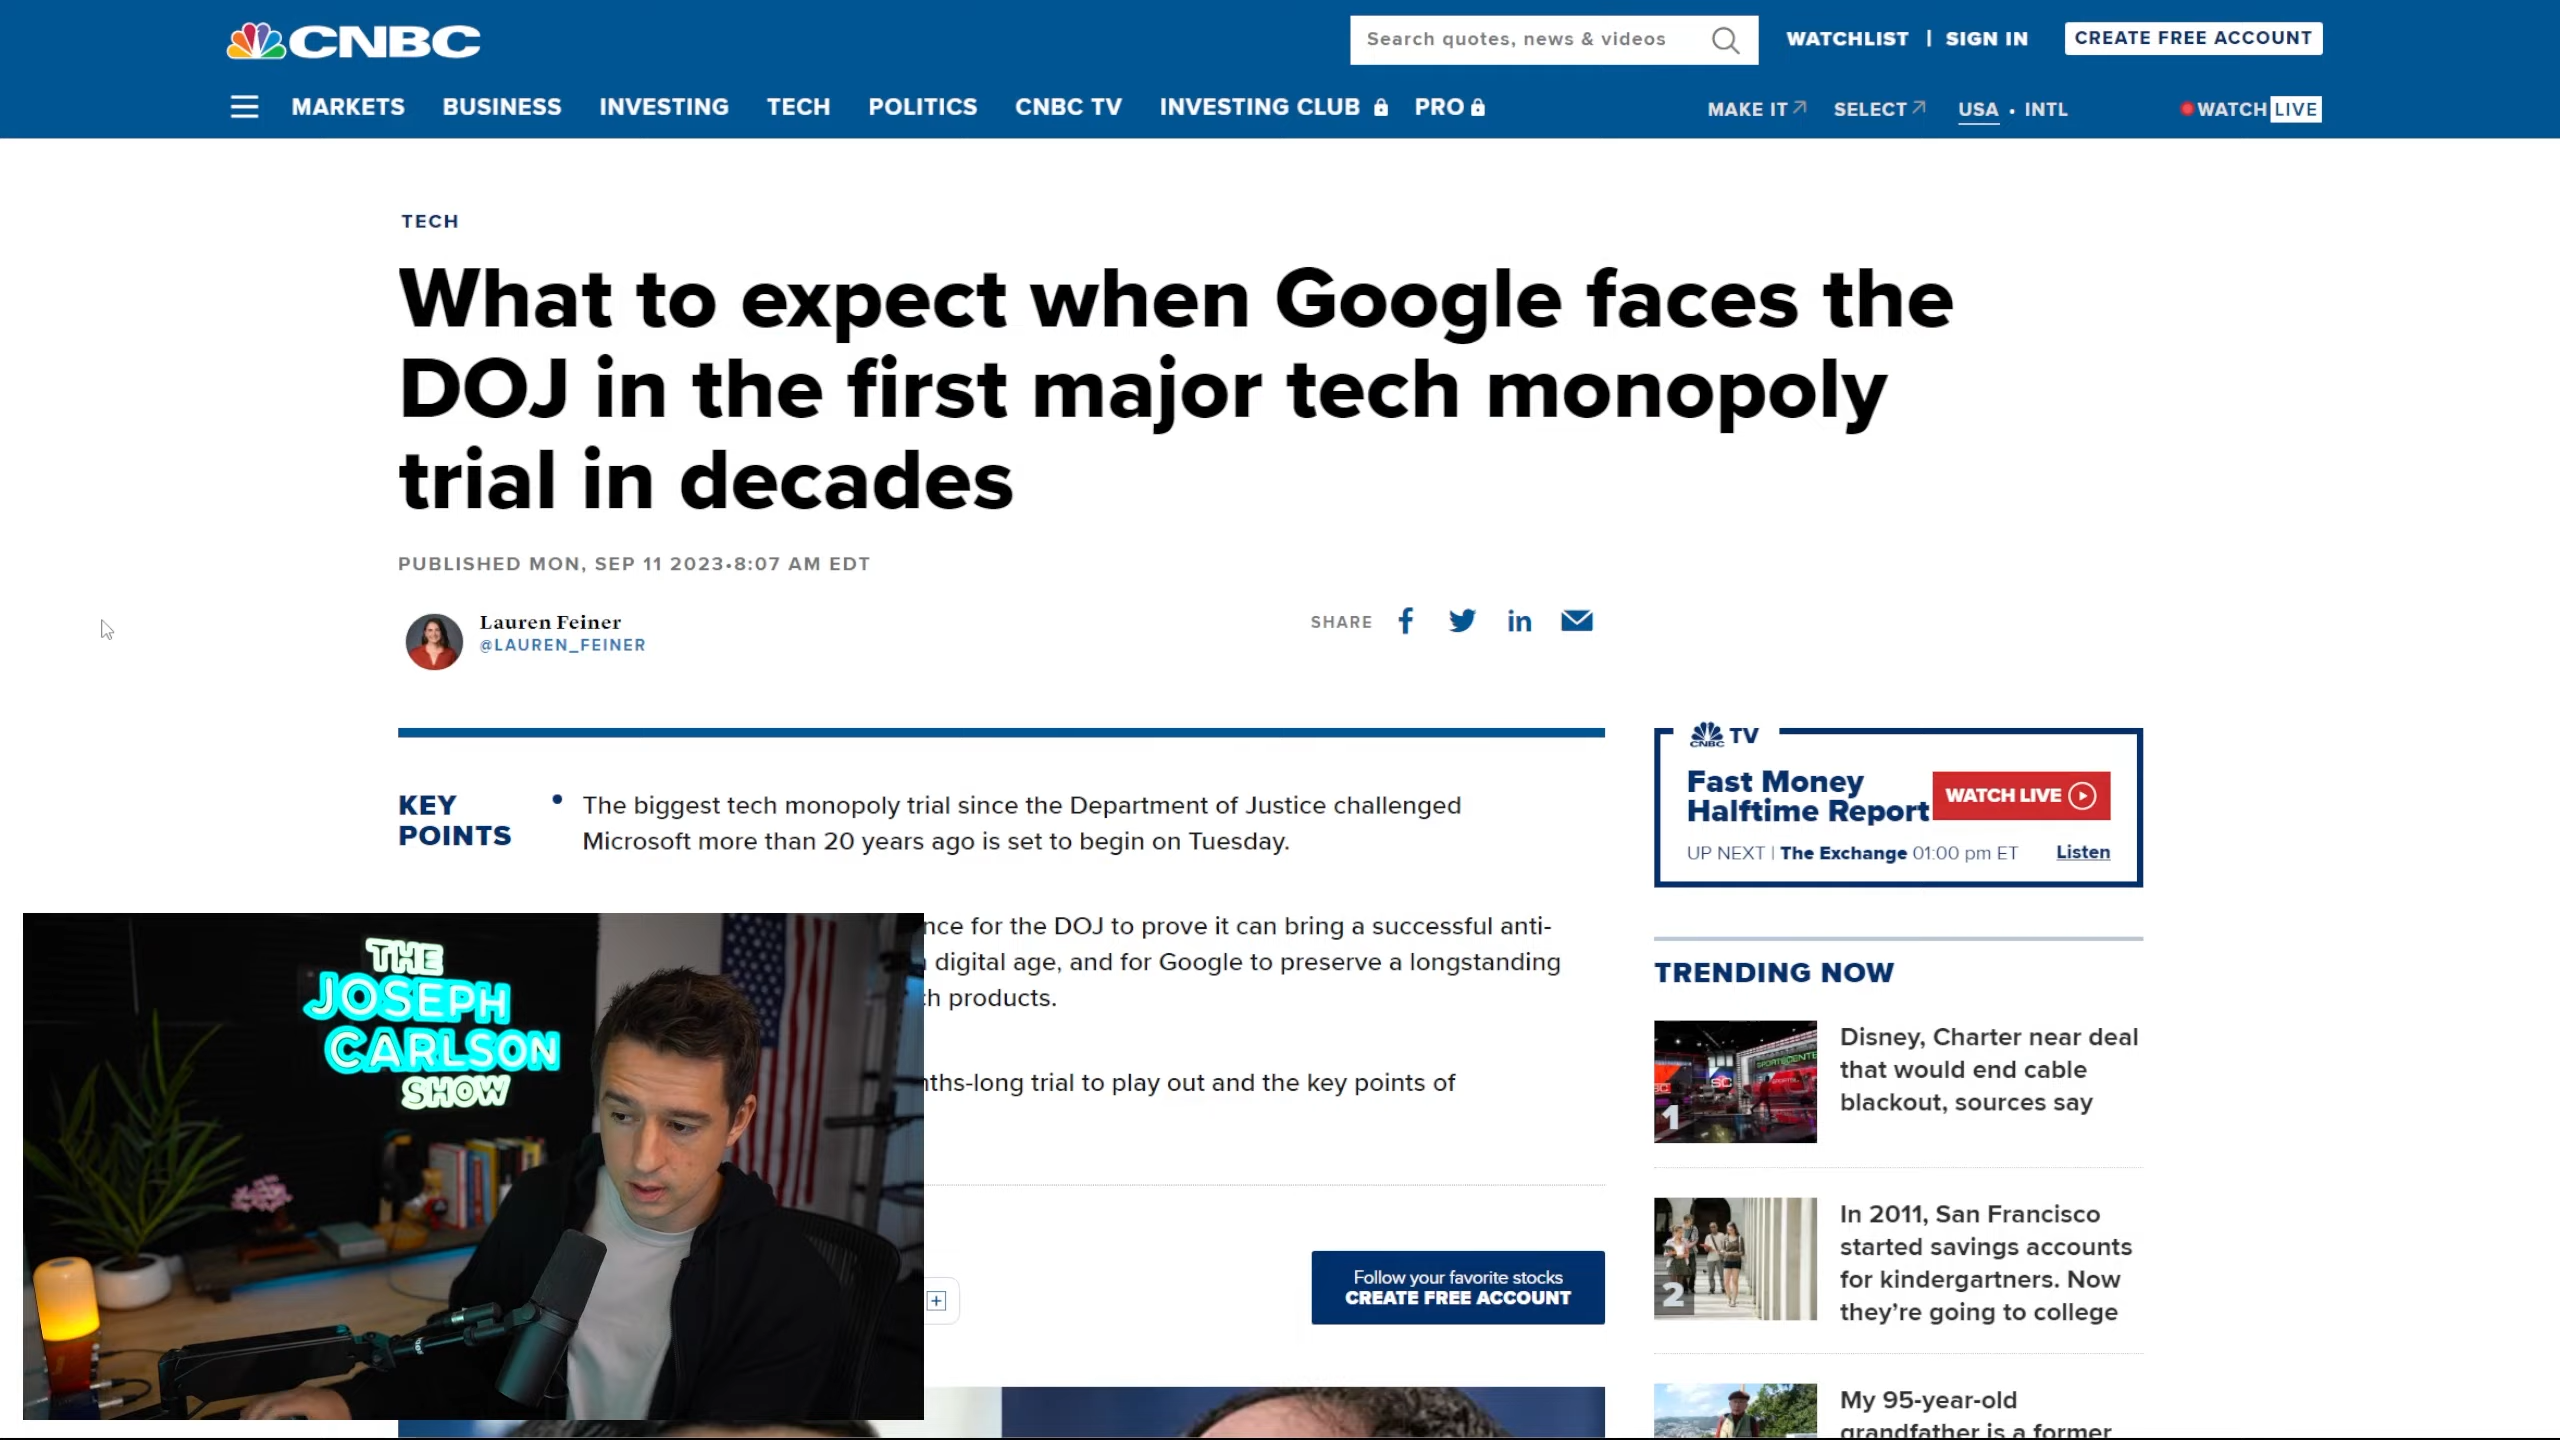 CNBC
Search quotes, news & videos
WATCHLIST | SIGN IN
CREATE FREE ACCOUNT
MARKETS BUSINESS INVESTING TECH POLITICS CNBC TV INVESTING CLUB PRO
MAKE IT SELECT USA • INTL
WATCH LIVE
TECH
What to expect when Google faces the
DOJ in the first major tech monopoly
trial in decades
PUBLISHED MON, SEP 11 2023•8:07 AM EDT
Lauren Feiner
@LAUREN_FEINER
SHARE
KEY
POINTS
• The biggest tech monopoly trial since the Department of Justice challenged
Microsoft more than 20 years ago is set to begin on Tuesday.
nce for the DOJ to prove it can bring a successful anti-
digital age, and for Google to preserve a longstanding
h products.
nths-long trial to play out and the key points of
THE
JOSEPH
CARLSON
SHOW
Follow your favorite stocks
CREATE FREE ACCOUNT
CNBC TV
Fast Money
Halftime Report
WATCH LIVE
UP NEXT | The Exchange 01:00 pm ET
Listen
TRENDING NOW
1
Disney, Charter near deal
that would end cable
blackout, sources say
2
In 2011, San Francisco
started savings accounts
for kindergartners. Now
they're going to college
My 95-year-old
grandfather is a former